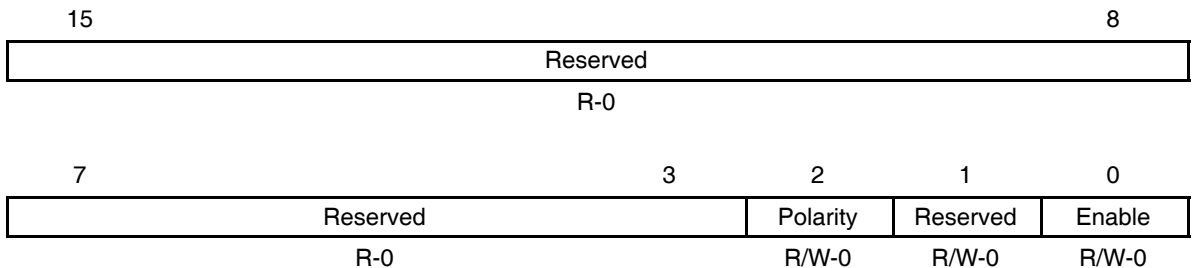 15 8
Reserved
R-0
7 3 2 1 0
Reserved Polarity Reserved Enable
R-0 R/W-0 R/W-0 R/W-0